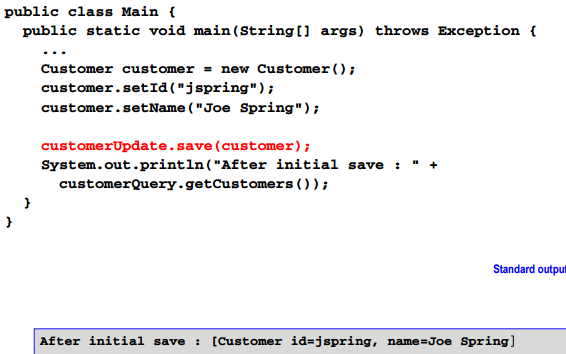 public class Main {
public static void main(String[] args) throws Exception {
...
Customer customer = new Customer();
customer.setId("jspring");
customer.setName("Joe Spring");
customerUpdate.save(customer);
System.out.println("After initial save : " +
customerQuery.getCustomers());
}
}
Standard output
After initial save : [Customer id=jspring, name=Joe Spring]